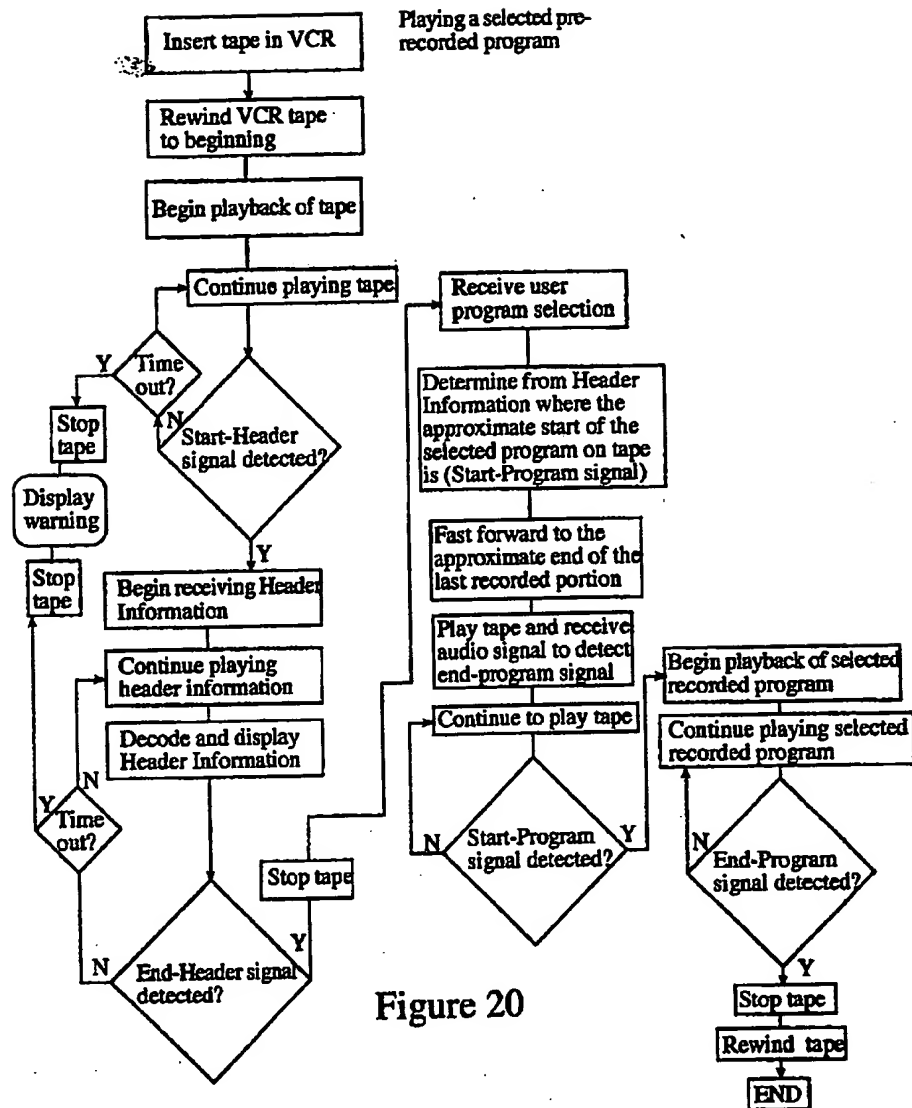 Playing a selected pre-
recorded program
Insert tape in VCR
Rewind VCR tape
to beginning
Begin playback of tape
Continue playing tape
Y
Time
out?
N
Start-Header
signal detected?
Stop
tape
Display
warning
Stop
tape
Y
Begin receiving Header
Information
Continue playing
header information
Decode and display
Header Information
N
Y
Time
out?
N
End-Header signal
detected?
Y
Stop tape
Receive user
program selection
Determine from Header
Information where the
approximate start of the
selected program on tape
is (Start-Program signal)
Fast forward to the
approximate end of the
last recorded portion
Play tape and receive
audio signal to detect
end-program signal
Continue to play tape
N
Start-Program
signal detected?
Y
Begin playback of selected
recorded program
Continue playing selected
recorded program
N
End-Program
signal detected?
Y
Stop tape
Rewind tape
END
Figure 20